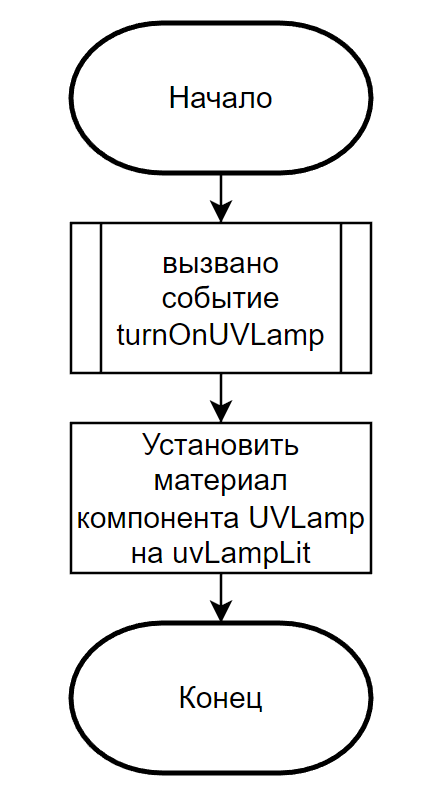 Начало
вызвано
событие
turnOnUVLamp
Установить
материал
компонента UVLamp
на uvLampLit
Конец